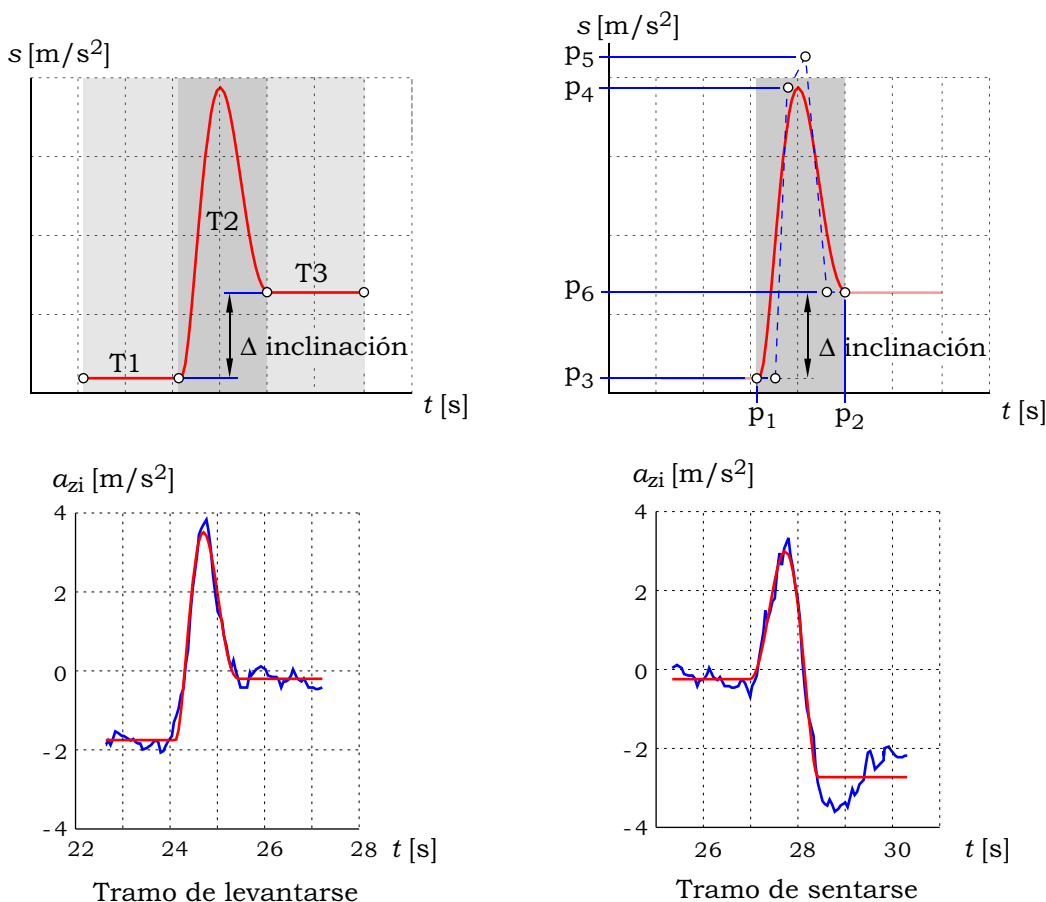 s [m/s²]
T2
T3
Δ inclinación
T1
t [s]
s [m/s²]
p₅
p₄
p₆
Δ inclinación
p₃
t [s]
p₁ p₂
a_zi [m/s²]
4
2
0
-2
-4
22 24 26 28 t [s]
Tramo de levantarse
a_zi [m/s²]
4
2
0
-2
-4
26 28 30 t [s]
Tramo de sentarse